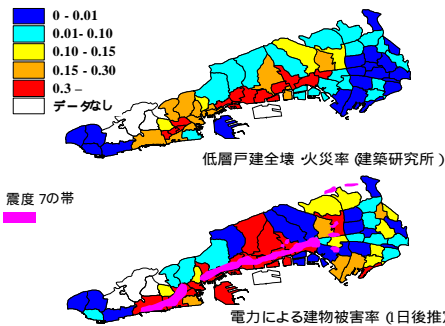 0 - 0.01
0.01- 0.10
0.10 - 0.15
0.15 - 0.30
0.3 –
データなし
低層戸建全壊・火災率(建築研究所)
震度7の帯
電力による建物被害率(1日後推